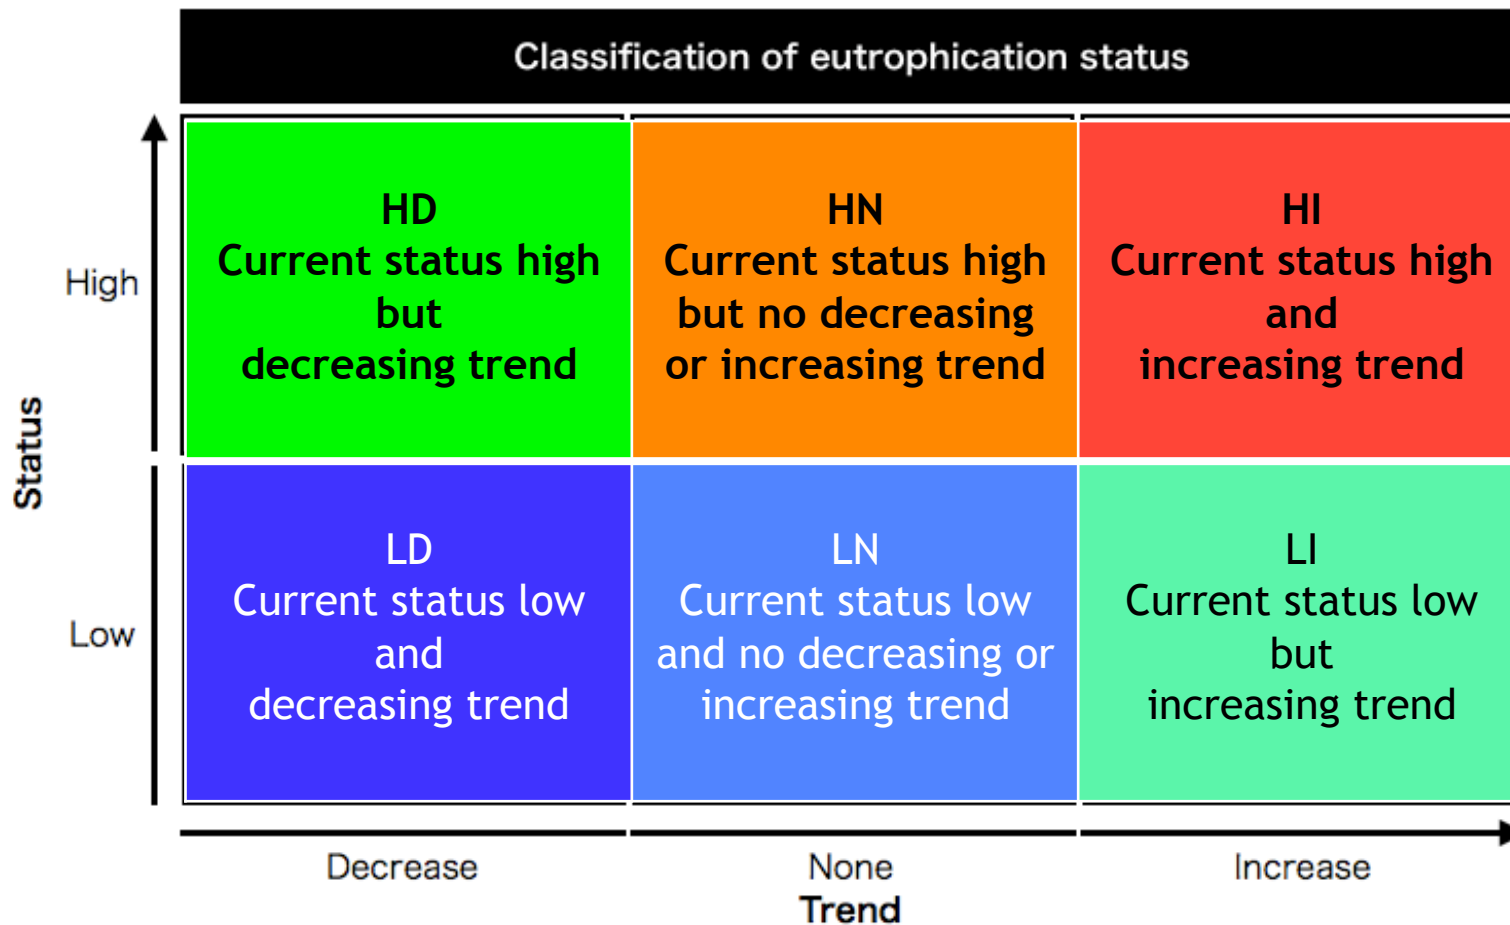 Classification of eutrophication status
Status
High
HD
Current status high
but
decreasing trend
HN
Current status high
but no decreasing
or increasing trend
HI
Current status high
and
increasing trend
Low
LD
Current status low
and
decreasing trend
LN
Current status low
and no decreasing or
increasing trend
LI
Current status low
but
increasing trend
Decrease
None
Increase
Trend